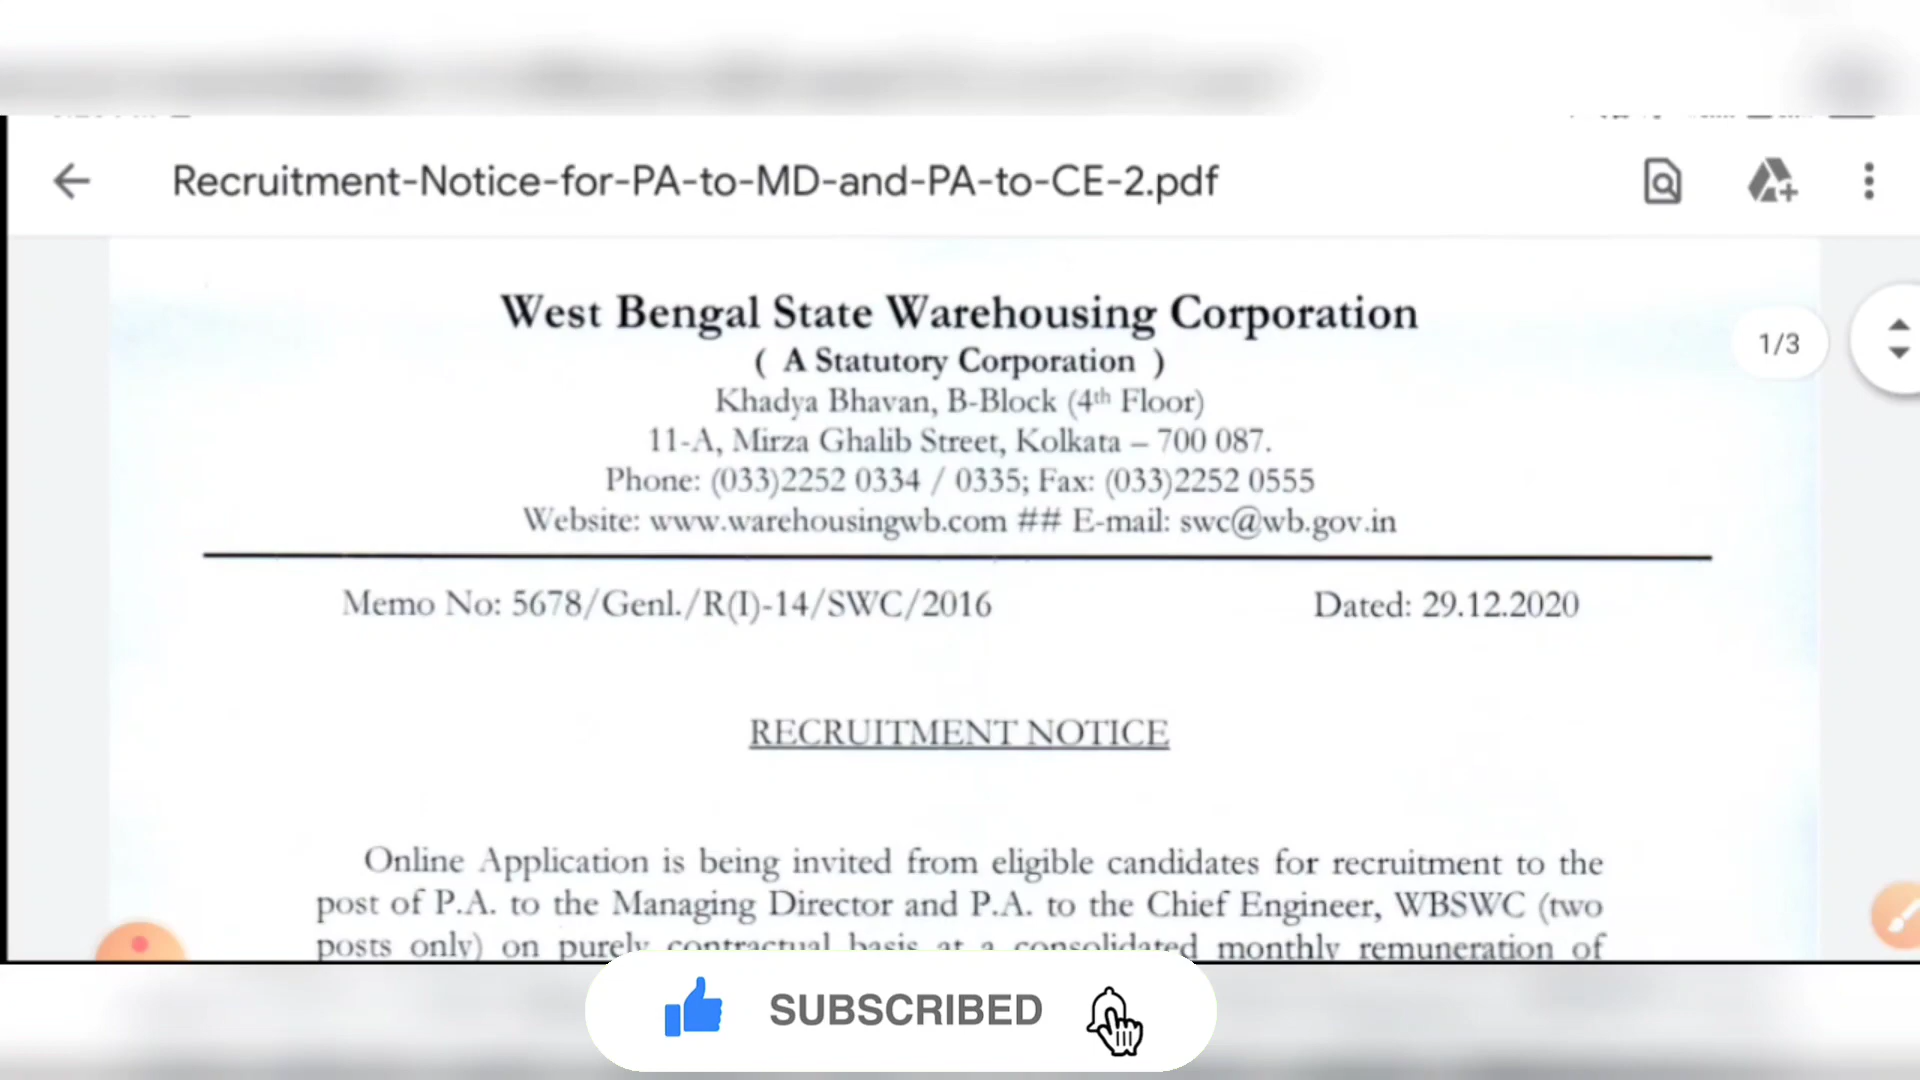 Recruitment-Notice-for-PA-to-MD-and-PA-to-CE-2.pdf
West Bengal State Warehousing Corporation
( A Statutory Corporation )
1/3
Khadya Bhavan, B-Block (4th Floor)
11-A, Mirza Ghalib Street, Kolkata – 700 087.
Phone: (033)2252 0334 / 0335; Fax: (033)2252 0555
Website: www.warehousingwb.com ## E-mail: swc@wb.gov.in
Memo No: 5678/Genl./R(I)-14/SWC/2016 Dated: 29.12.2020
RECRUITMENT NOTICE
Online Application is being invited from eligible candidates for recruitment to the
post of P.A. to the Managing Director and P.A. to the Chief Engineer, WBSWC (two
posts only) on purely contractual basis at a consolidated monthly remuneration of
SUBSCRIBED